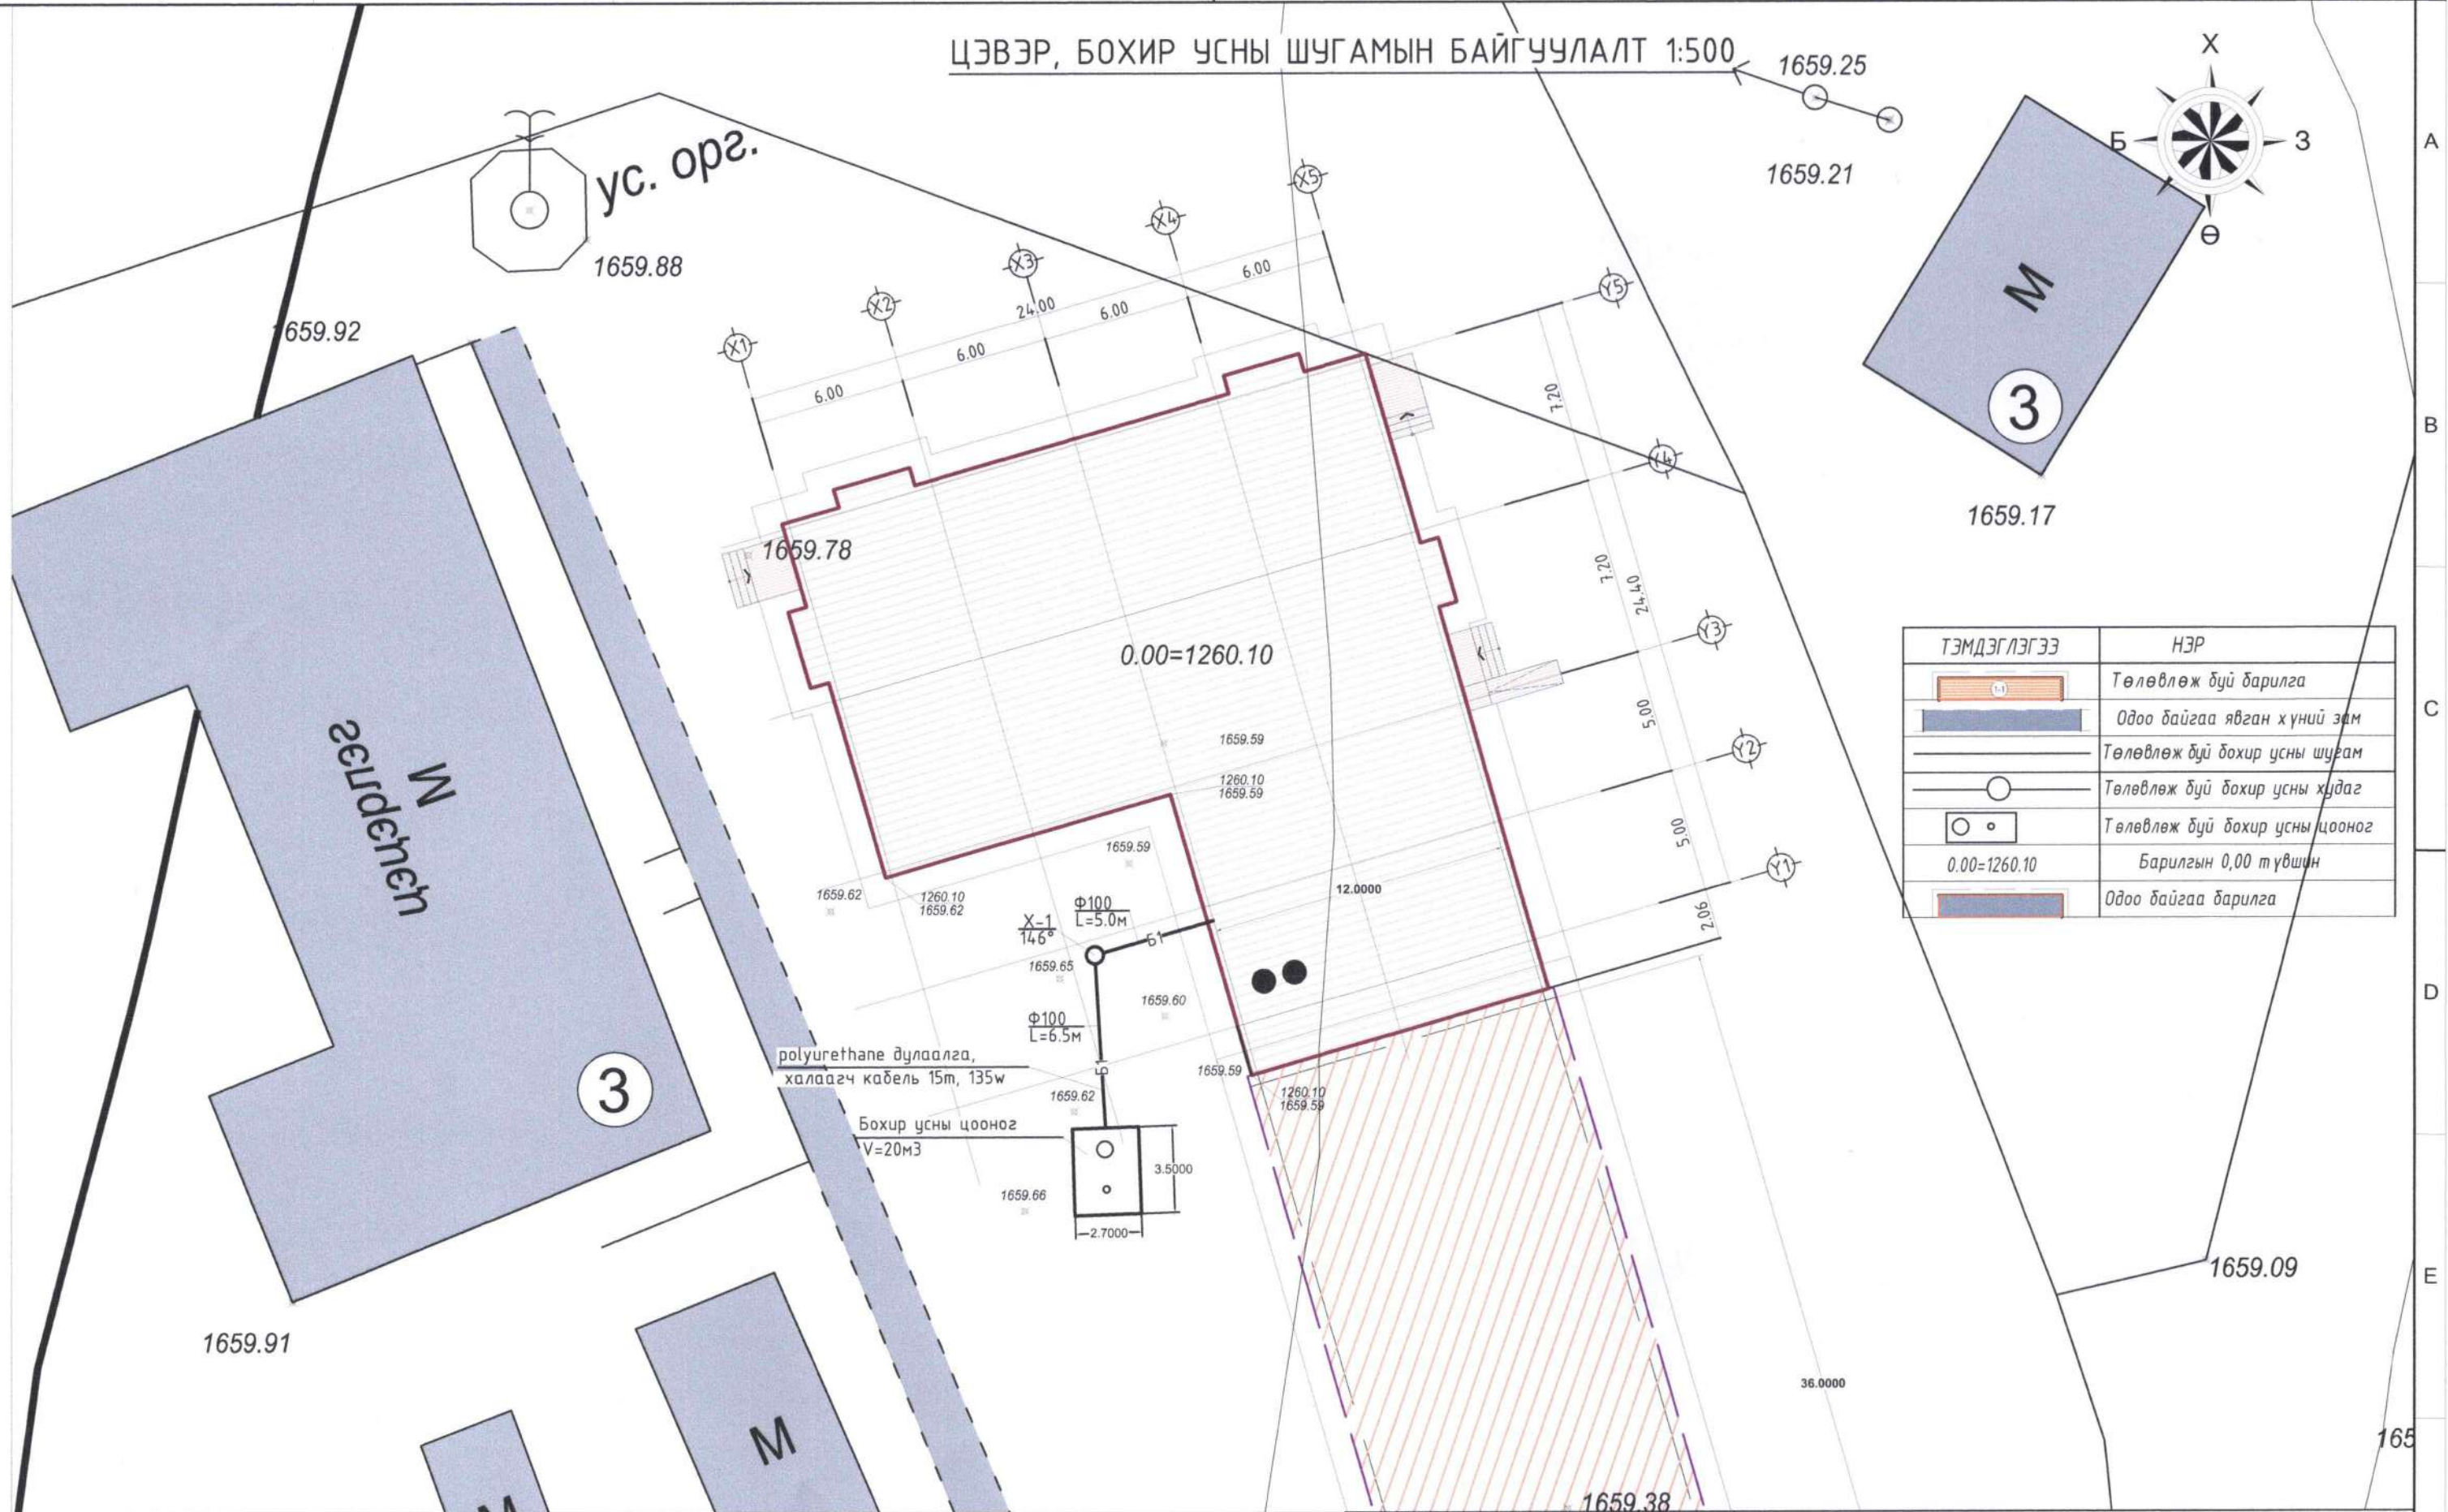 ЦЭВЭР, БОХИР УСНЫ ШУГАМЫН БАЙГУУЛАЛТ 1:500
1659.25
1659.21
X
Б
З
Ө
A
B
C
D
E
ус. орг.
1659.88
659.92
X1
X2
X3
X4
X5
6.00
6.00
24.00
6.00
6.00
Y5
Y4
Y3
Y2
Y1
7.20
7.20
24.40
5.00
5.00
2.06
М
3
1659.17
1659.78
0.00=1260.10
1659.59
1260.10
1659.59
1659.59
1659.62
1260.10
1659.62
X-1
146°
Ф100
L=5.0м
Б1
1659.65
1659.60
Ф100
L=6.5м
Б1
polyurethane дулаалга,
халаагч кабель 15m, 135w
1659.62
Бохир усны цооног
V=20м3
1659.66
3.5000
2.7000
12.0000
1659.59
1260.10
1659.59
М
цэцэрлэг
3
1659.91
М
М
36.0000
1659.38
1659.09
165
ТЭМДЭГЛЭГЭЭ НЭР
1-1 Төлөвлөж буй барилга
Одоо байгаа явган хүний зам
Төлөвлөж буй бохир усны шугам
Төлөвлөж буй бохир усны худаг
Төлөвлөж буй бохир усны цооног
0.00=1260.10 Барилгын 0,00 түвшин
Одоо байгаа барилга